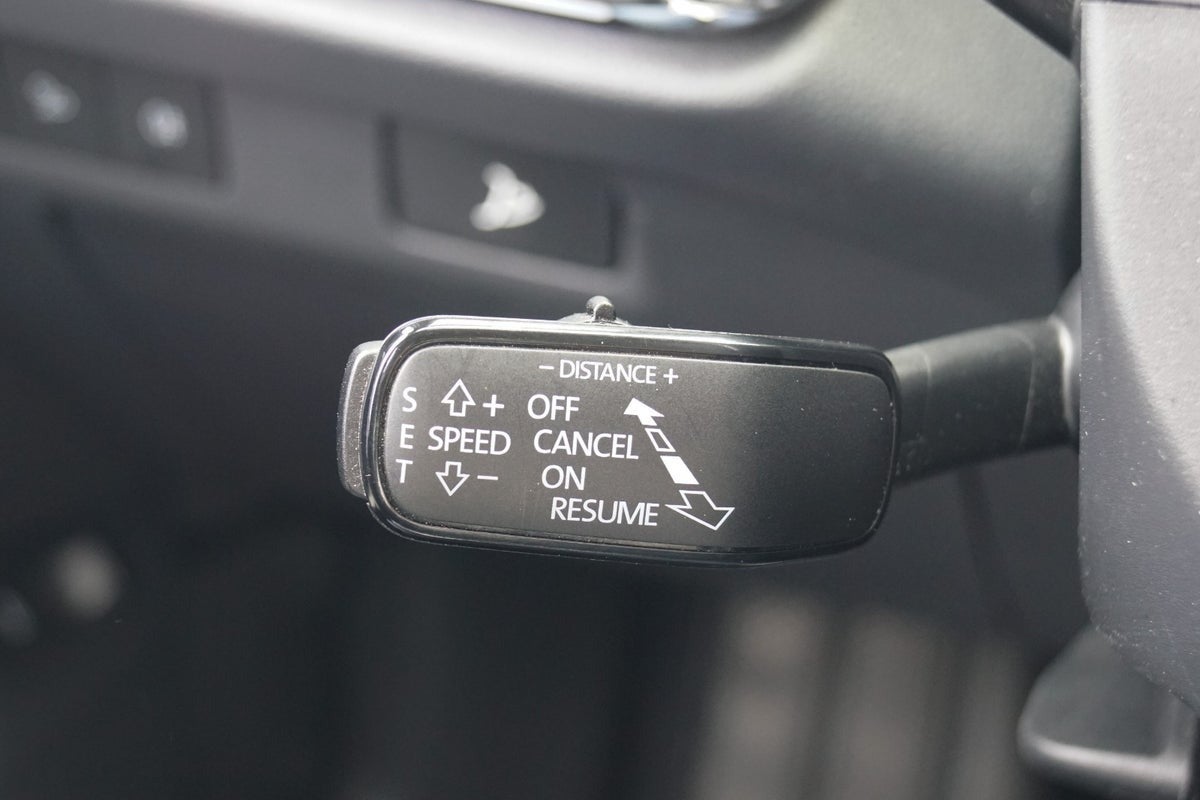 − DISTANCE +
S + OFF
E SPEED CANCEL
T − ON
RESUME